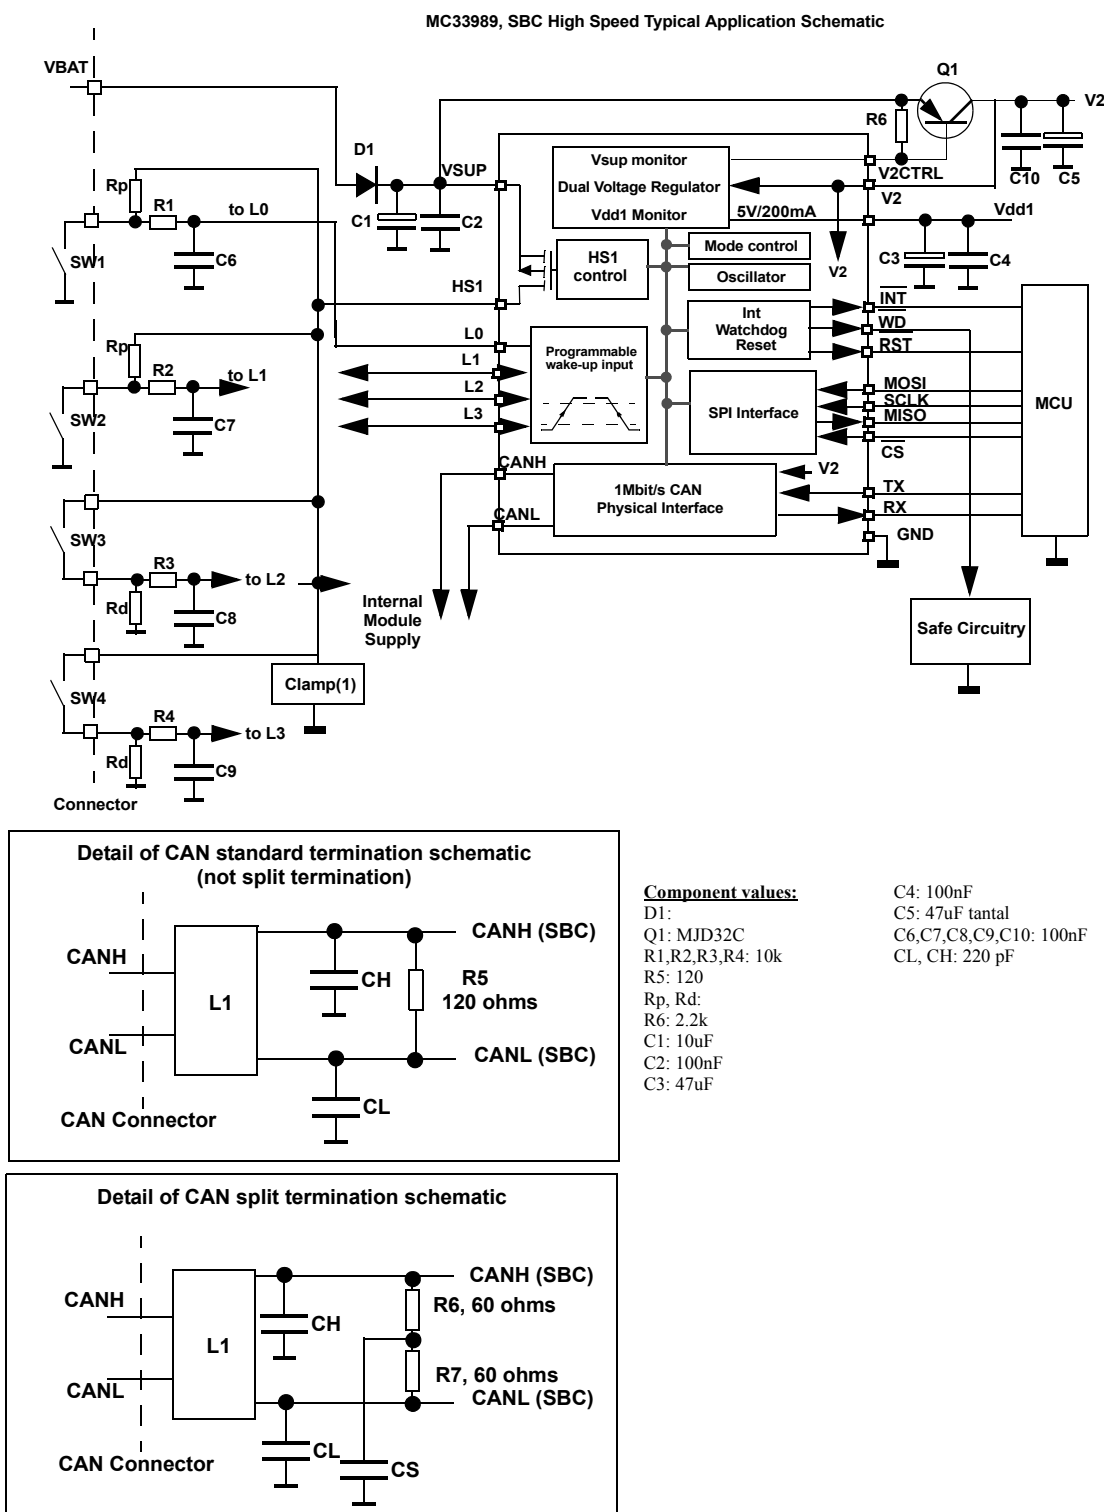 MC33989, SBC High Speed Typical Application Schematic
VBAT
Q1
V2
R6
D1
VSUP
Vsup monitor
Dual Voltage Regulator
Vdd1 Monitor
V2CTRL
V2
C10
C5
Rp
R1
to L0
C1
C2
5V/200mA
Vdd1
SW1
C6
HS1
control
Mode control
Oscillator
V2
C3
C4
HS1
INT
WD
RST
Int
Watchdog
Reset
Rp
L0
L1
L2
L3
Programmable
wake-up input
R2
to L1
SW2
C7
SPI Interface
MOSI
SCLK
MISO
CS
MCU
CANH
CANL
V2
1Mbit/s CAN
Physical Interface
TX
RX
GND
SW3
R3
to L2
Rd
C8
Internal
Module
Supply
Safe Circuitry
SW4
Clamp(1)
R4
to L3
Rd
C9
Connector
Detail of CAN standard termination schematic
(not split termination)
CANH
CANL
L1
CANH (SBC)
CH
R5
120 ohms
CANL (SBC)
CL
CAN Connector
Component values:
D1:
Q1: MJD32C
R1,R2,R3,R4: 10k
R5: 120
Rp, Rd:
R6: 2.2k
C1: 10uF
C2: 100nF
C3: 47uF
C4: 100nF
C5: 47uF tantal
C6,C7,C8,C9,C10: 100nF
CL, CH: 220 pF
Detail of CAN split termination schematic
CANH
CANL
L1
CANH (SBC)
R6, 60 ohms
CH
R7, 60 ohms
CANL (SBC)
CL
CS
CAN Connector